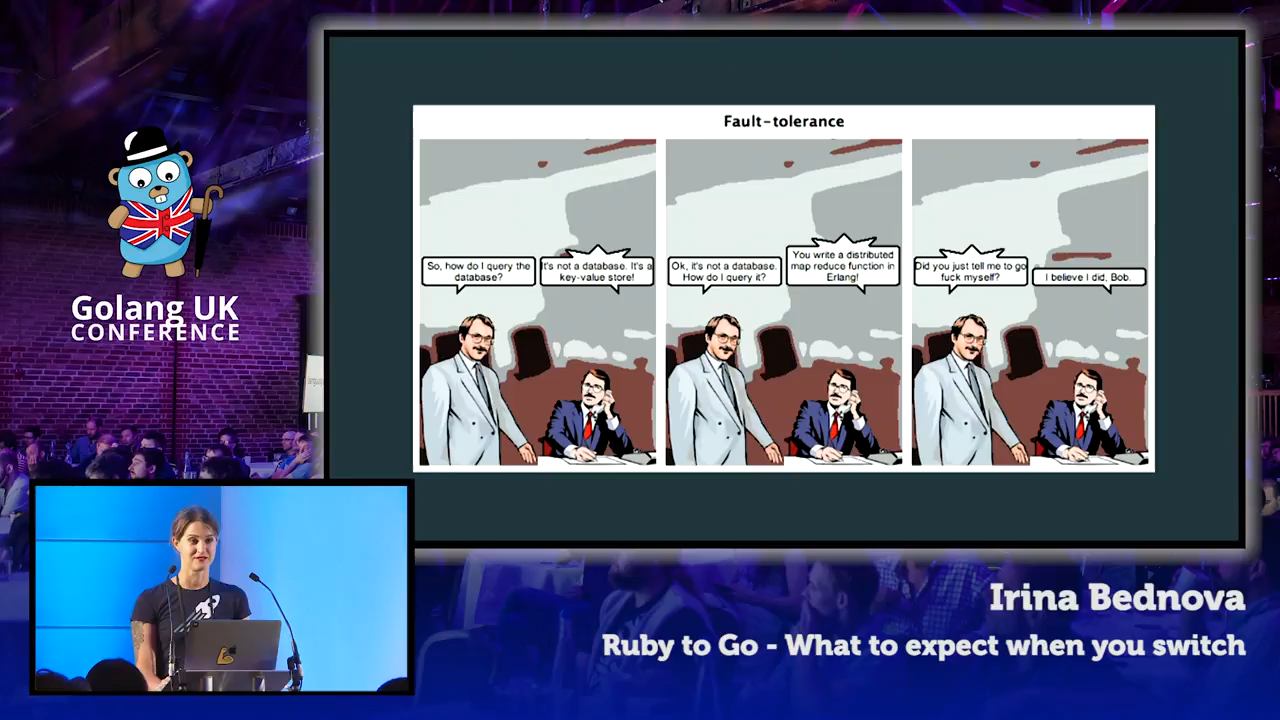 Golang UK
CONFERENCE
Fault-tolerance
So, how do I query the
database?
It's not a database. It's a
key-value store!
Ok, it's not a database.
How do I query it?
You write a distributed
map reduce function in
Erlang!
Did you just tell me to go
fuck myself?
I believe I did, Bob.
Irina Bednova
Ruby to Go - What to expect when you switch